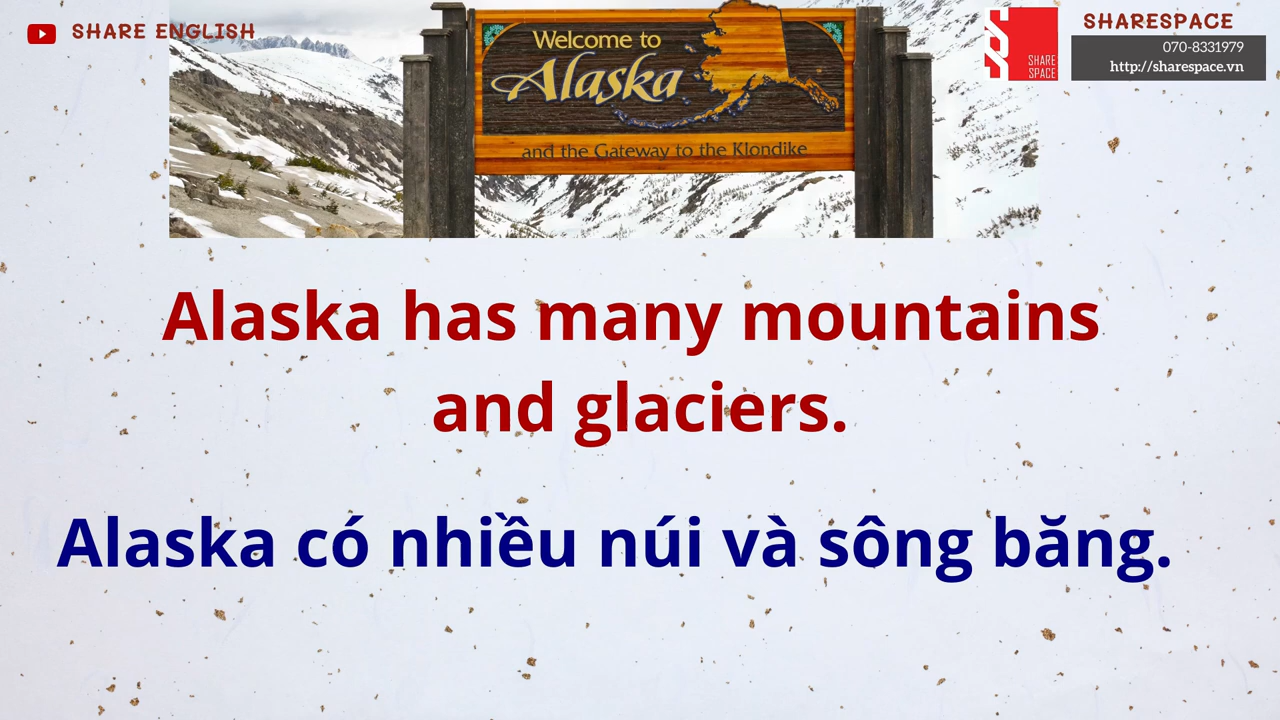 SHARE ENGLISH
Welcome to
Alaska
and the Gateway to the Klondike
SHARE
SPACE
SHARESPACE
070-8331979
http://sharespace.vn
Alaska has many mountains
and glaciers.
Alaska có nhiều núi và sông băng.